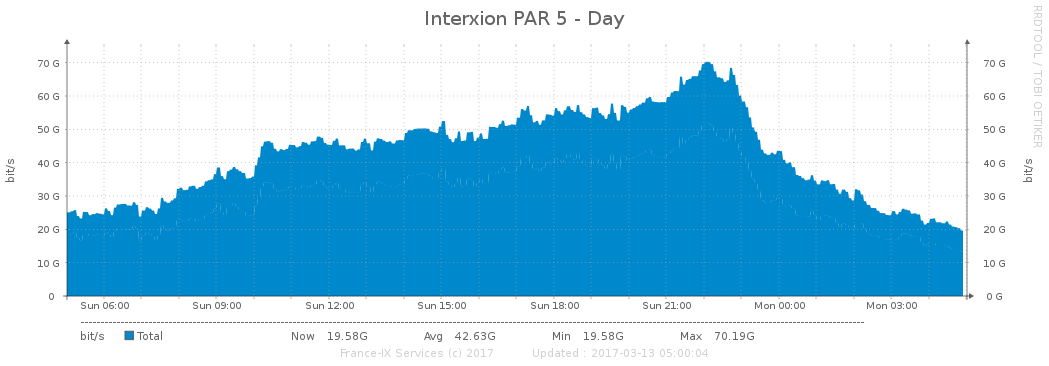 Interxion PAR 5 - Day
RRDTOOL / TOBI OETIKER
bit/s
70 G 70 G
60 G 60 G
50 G 50 G
40 G 40 G
30 G 30 G
20 G 20 G
10 G 10 G
0 0 G
bit/s
Sun 06:00 Sun 09:00 Sun 12:00 Sun 15:00 Sun 18:00 Sun 21:00 Mon 00:00 Mon 03:00
bit/s Total Now 19.58G Avg 42.63G Min 19.58G Max 70.19G
France-IX Services (c) 2017 Updated : 2017-03-13 05:00:04